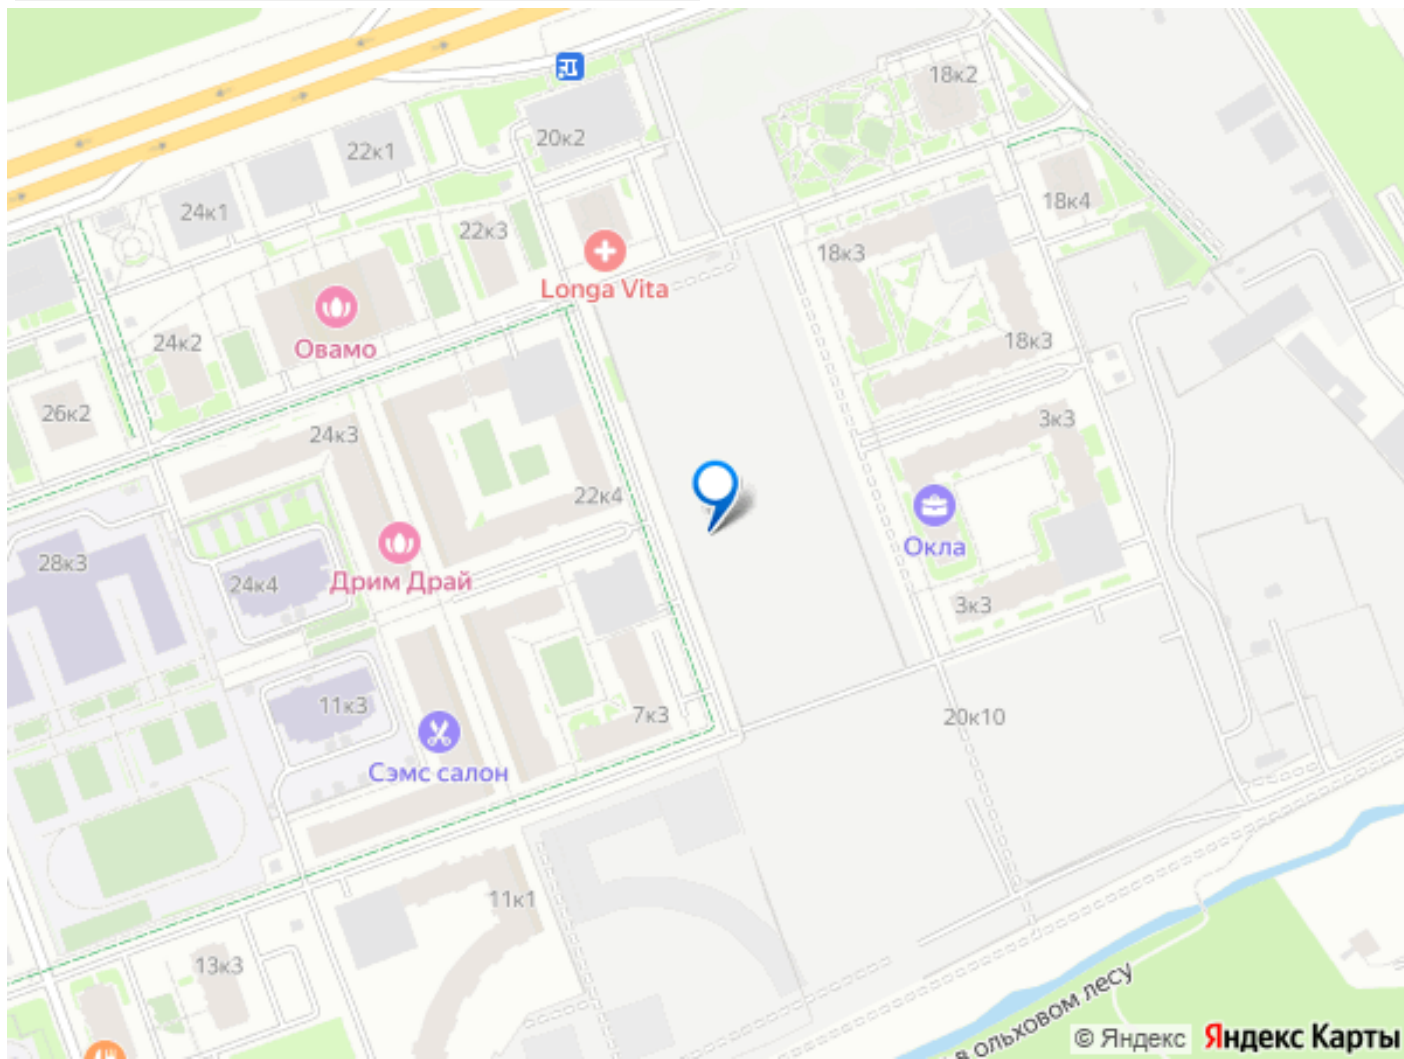 18к2
22к1
20к2
24к1
18к4
22к3
18к3
Longa Vita
24к2
Овамо
18к3
26к2
3к3
24к3
22к4
Окла
28к3
24к4
Дрим Драй
3к3
11к3
7к3
20к10
Сэмс салон
11к1
13к3
в ольховом лесу
© Яндекс Яндекс Карты